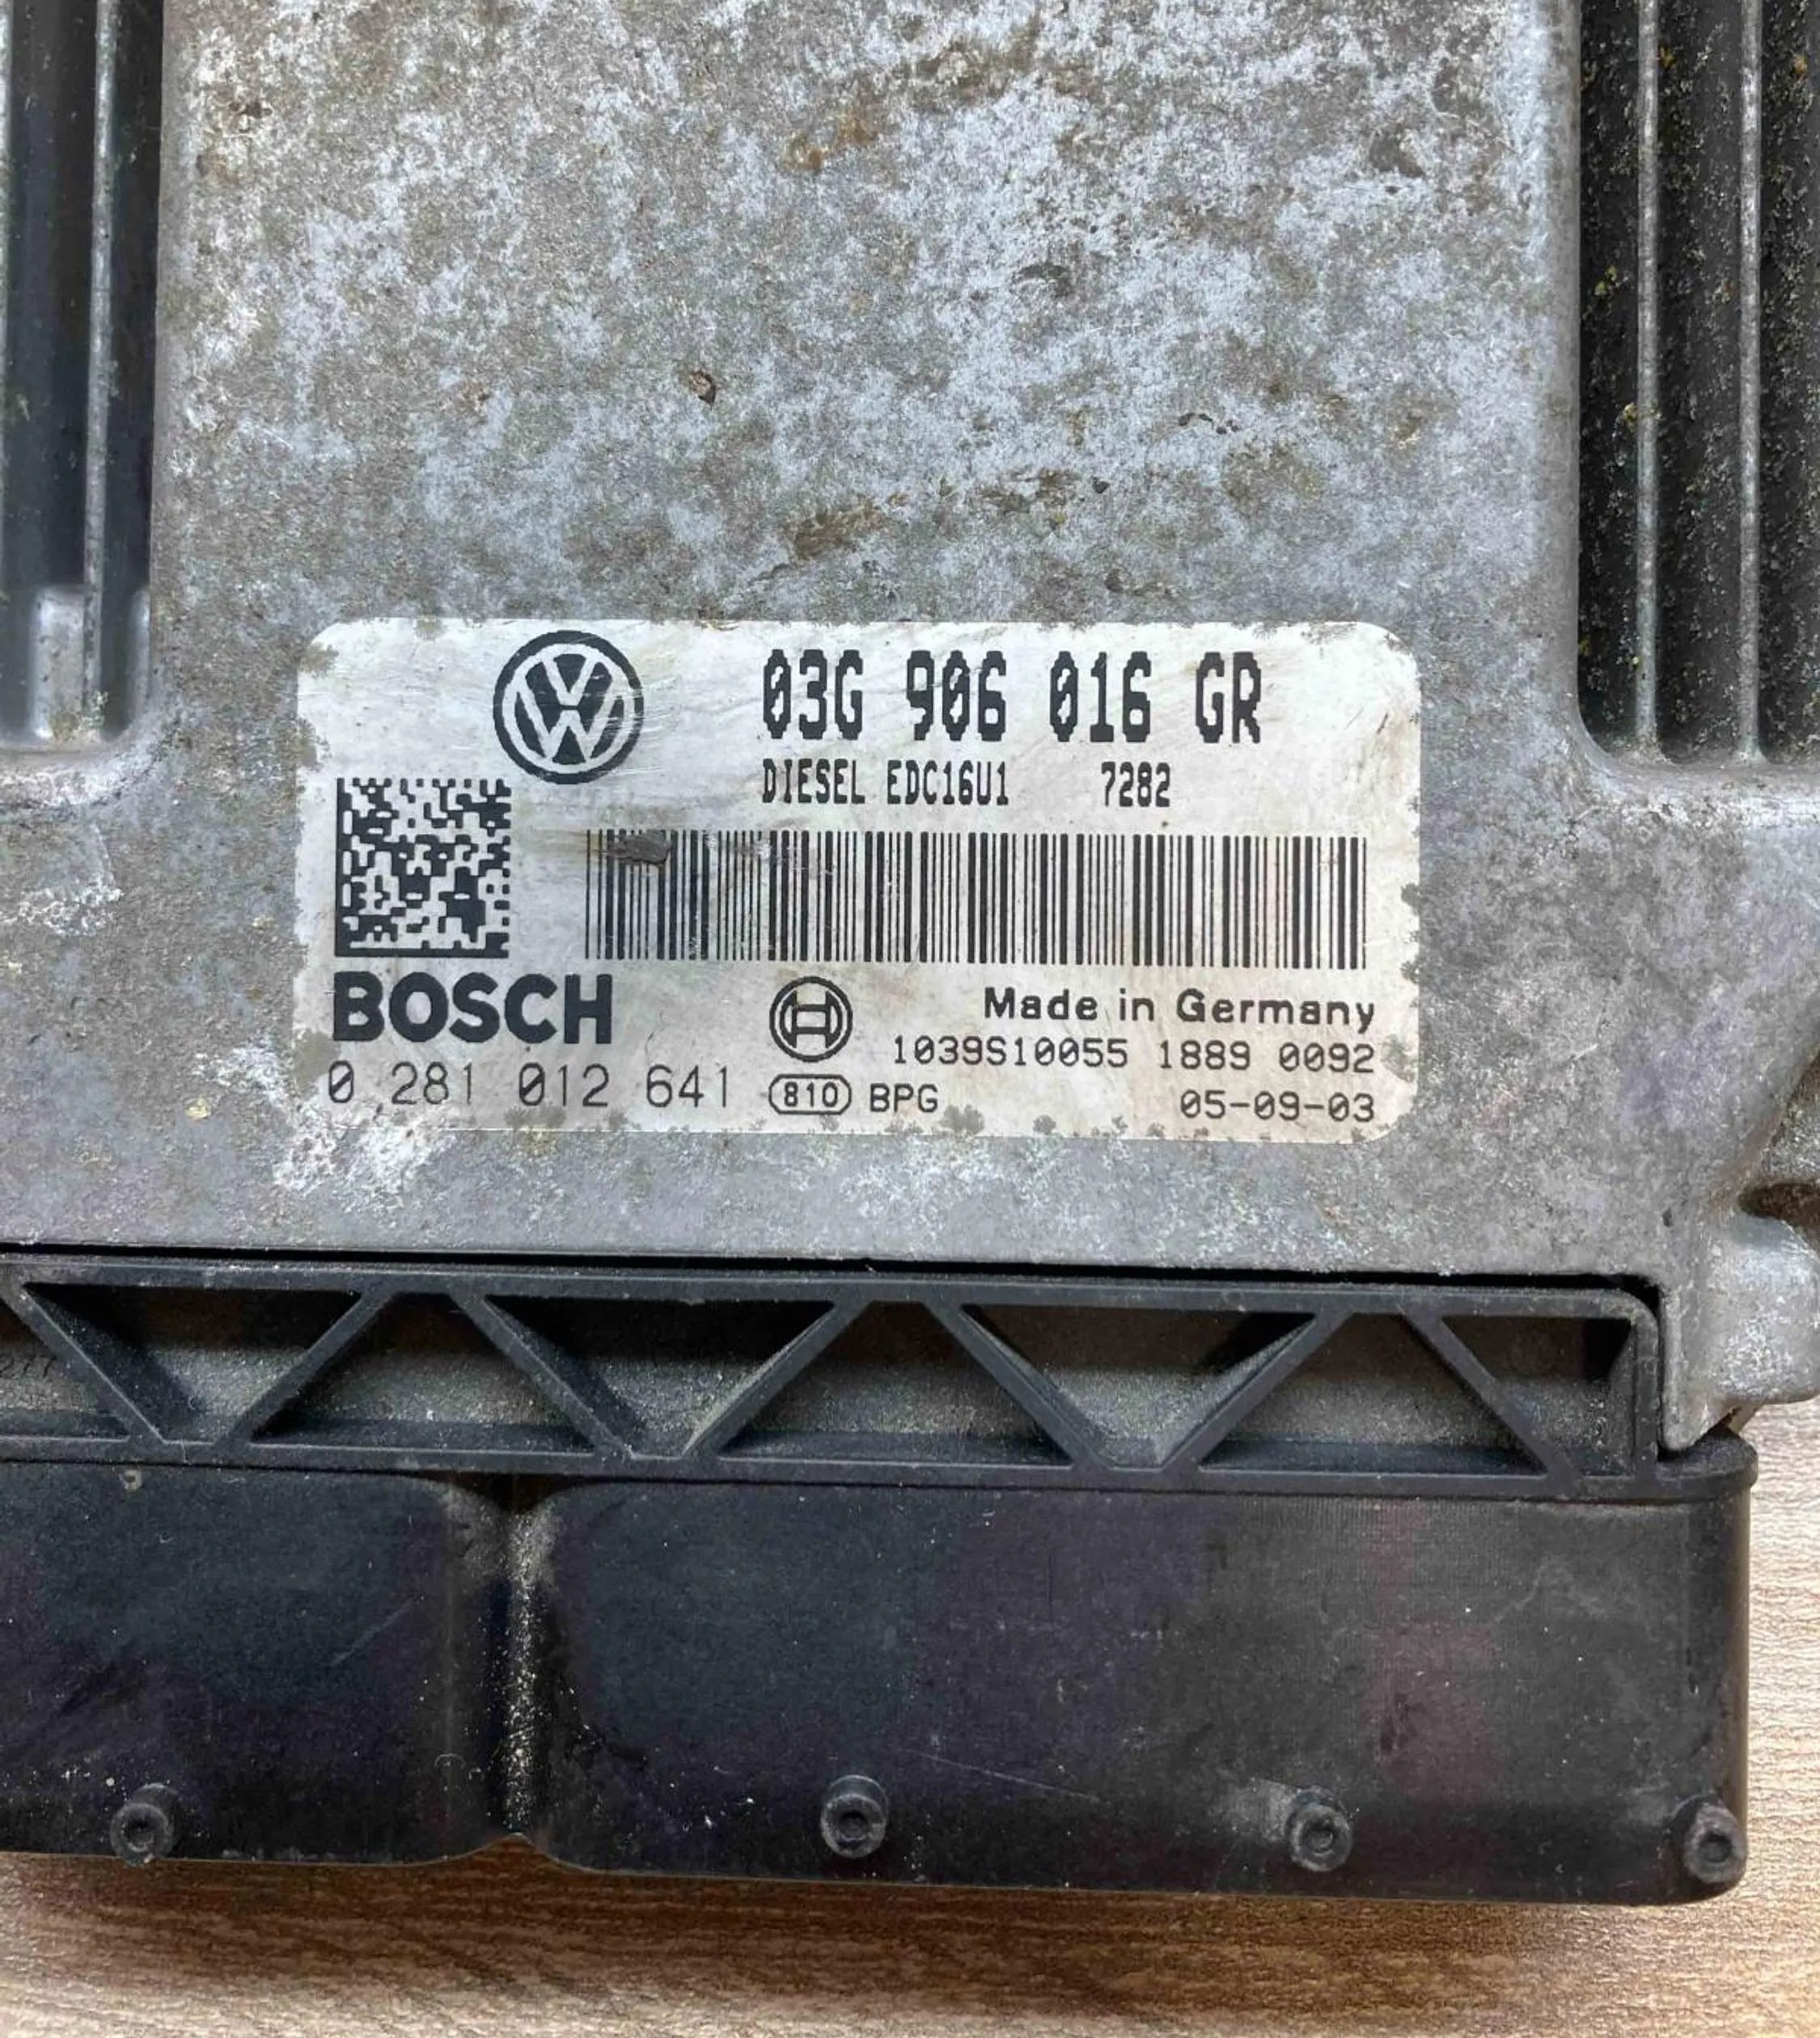 03G 906 016 GR
DIESEL EDC16U1 7282
BOSCH
Made in Germany
1039S10055 1889 0092
0 281 012 641 810 BPG 05-09-03